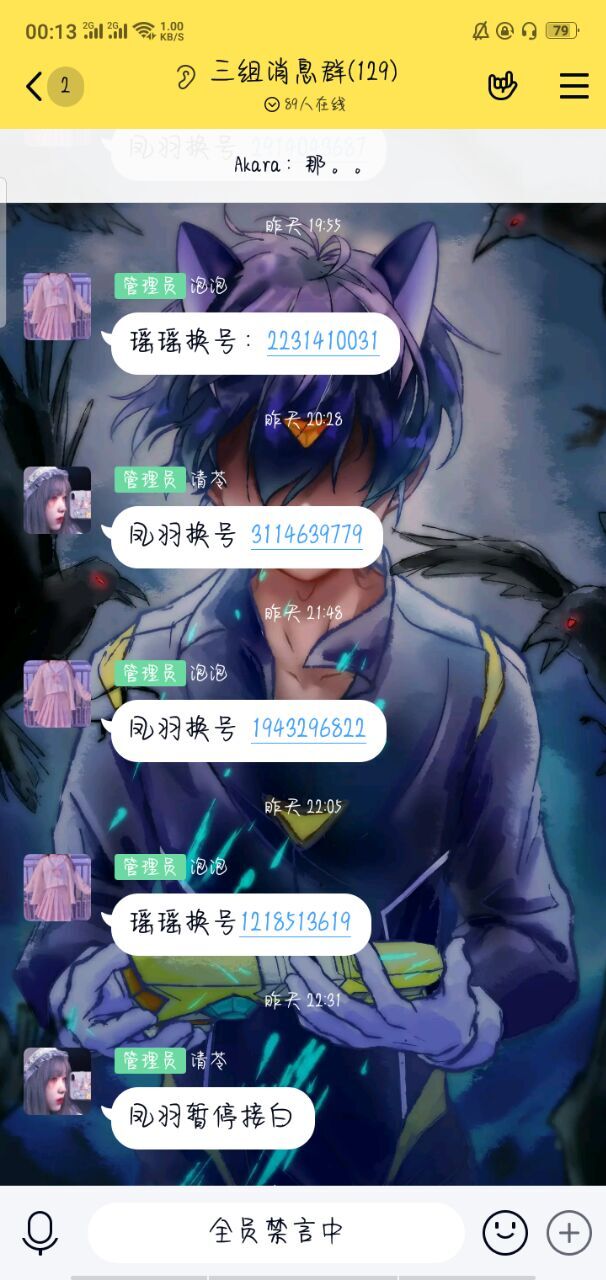 00:13 2G 2G 1.00 KB/S 79
2 三组消息群(129)
89人在线
凤羽换号 2919093687
Akara: 那。。
昨天 19:55
管理员 泡泡
瑶瑶换号: 2231410031
昨天 20:28
管理员 清苓
凤羽换号 3114639779
昨天 21:48
管理员 泡泡
凤羽换号 1943296822
昨天 22:05
管理员 泡泡
瑶瑶换号1218513619
昨天 22:31
管理员 清苓
凤羽暂停接白
全员禁言中